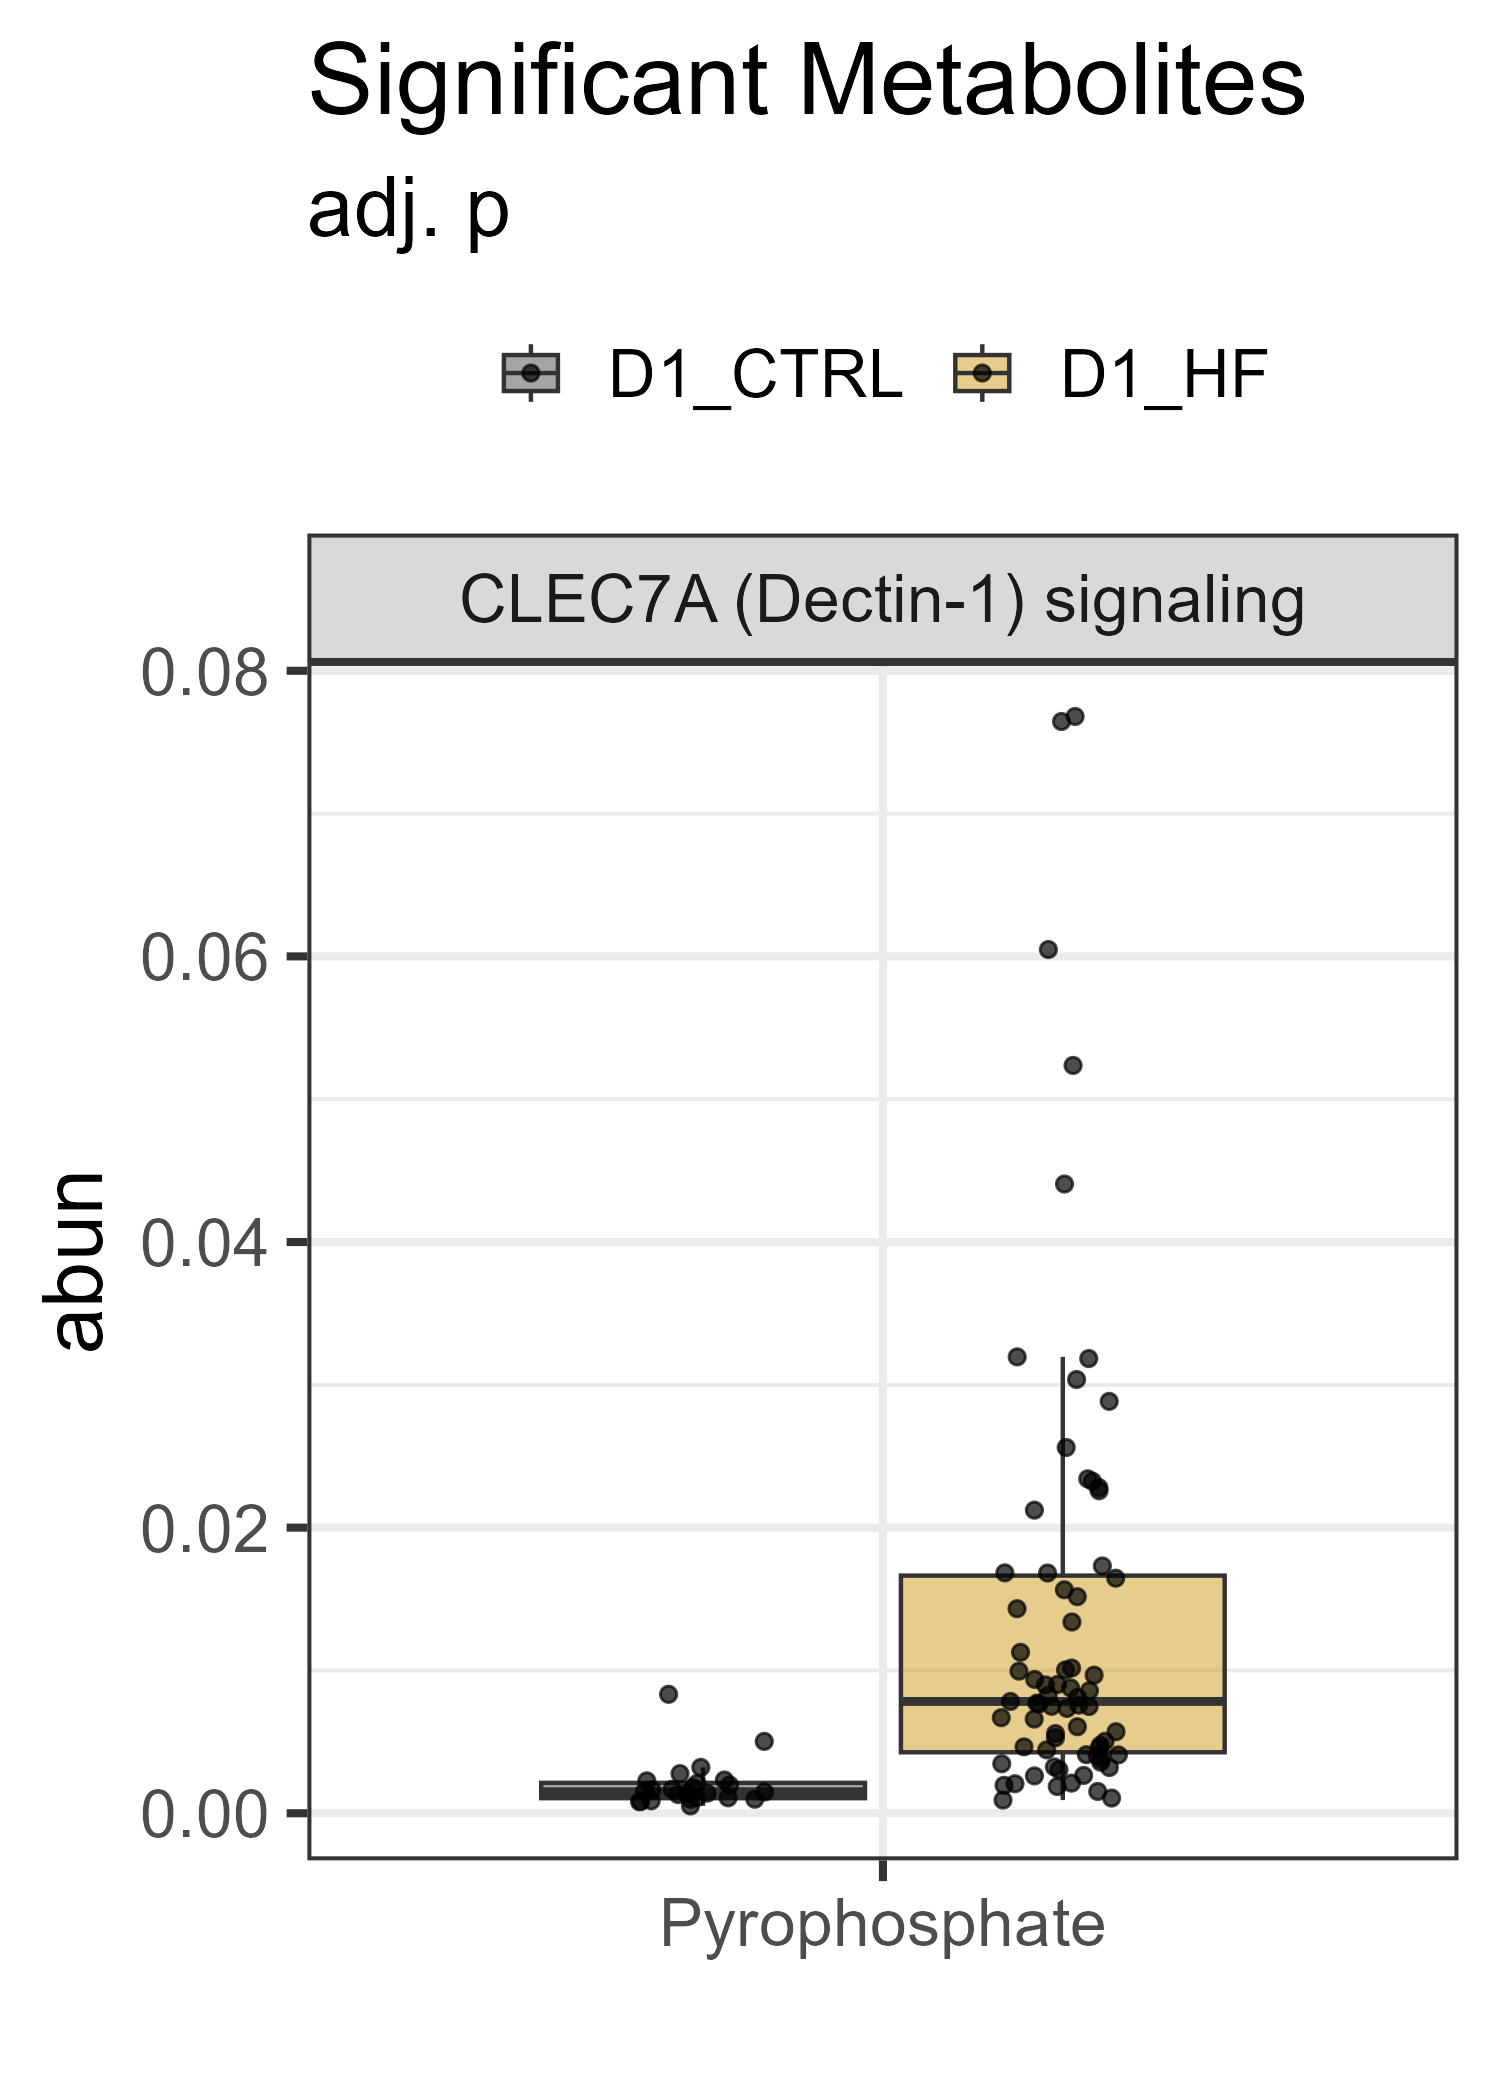 Significant Metabolites
adj. p
D1_CTRL D1_HF
CLEC7A (Dectin-1) signaling
0.08
0.06
0.04
0.02
0.00
abun
Pyrophosphate